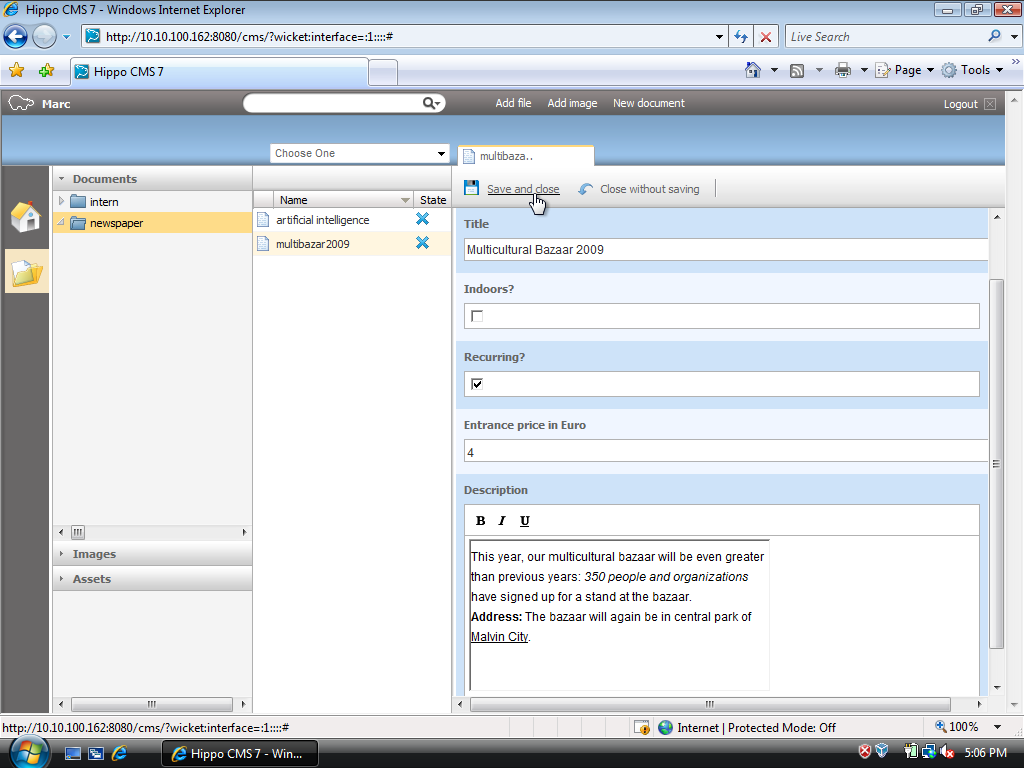 Hippo CMS 7 - Windows Internet Explorer
http://10.10.100.162:8080/cms/?wicket:interface=:1::::#
Live Search
Hippo CMS 7
Page
Tools
Marc
Add file
Add image
New document
Logout
Choose One
multibaza..
Documents
Save and close
Close without saving
intern
newspaper
Name
State
artificial intelligence
multibazar2009
Title
Multicultural Bazaar 2009
Indoors?
Recurring?
Entrance price in Euro
4
Description
B I U
This year, our multicultural bazaar will be even greater
than previous years: 350 people and organizations
have signed up for a stand at the bazaar.
Address: The bazaar will again be in central park of
Malvin City.
Images
Assets
http://10.10.100.162:8080/cms/?wicket:interface=:1::::#
Internet | Protected Mode: Off
100%
Hippo CMS 7 - Win...
5:06 PM